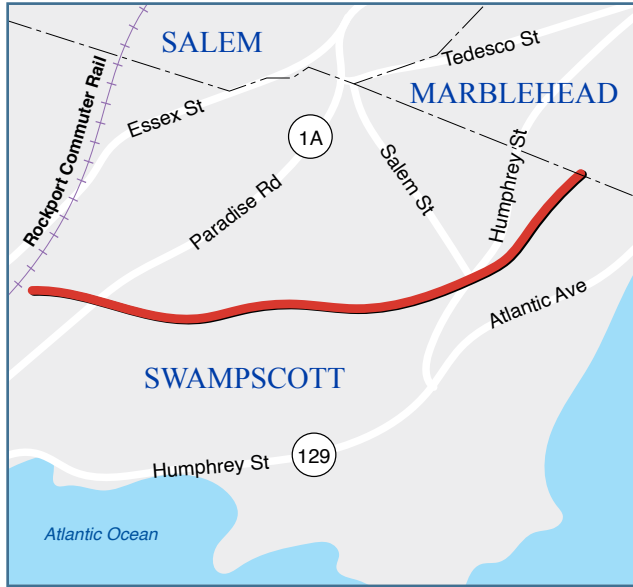 SALEM
Tedesco St
MARBLEHEAD
Rockport Commuter Rail
Essex St
1A
Paradise Rd
Salem St
Humphrey St
Atlantic Ave
SWAMPSCOTT
Humphrey St
129
Atlantic Ocean